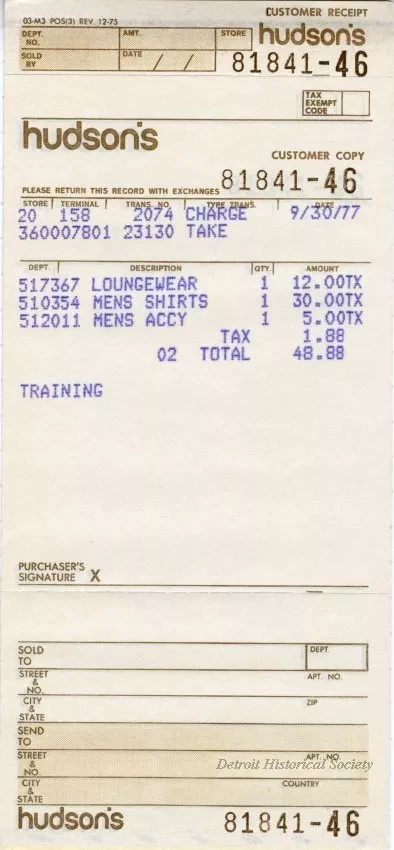 CUSTOMER RECEIPT
03-M3 POS(3) REV. 12-75
DEPT. NO. AMT. STORE hudson's
SOLD BY DATE / / 81841-46
TAX EXEMPT CODE
hudson's
CUSTOMER COPY
PLEASE RETURN THIS RECORD WITH EXCHANGES 81841-46
STORE TERMINAL TRANS. NO. TYPE TRANS. DATE
20 158 2074 CHARGE 9/30/77
360007801 23130 TAKE
DEPT. DESCRIPTION QTY. AMOUNT
517367 LOUNGEWEAR 1 12.00TX
510354 MENS SHIRTS 1 30.00TX
512011 MENS ACCY 1 5.00TX
TAX 1.88
02 TOTAL 48.88
TRAINING
PURCHASER'S
SIGNATURE X
SOLD TO DEPT.
STREET & NO. APT. NO.
CITY & STATE ZIP
SEND TO
STREET & NO. APT. NO.
Detroit Historical Society
CITY & STATE COUNTRY
hudson's 81841-46